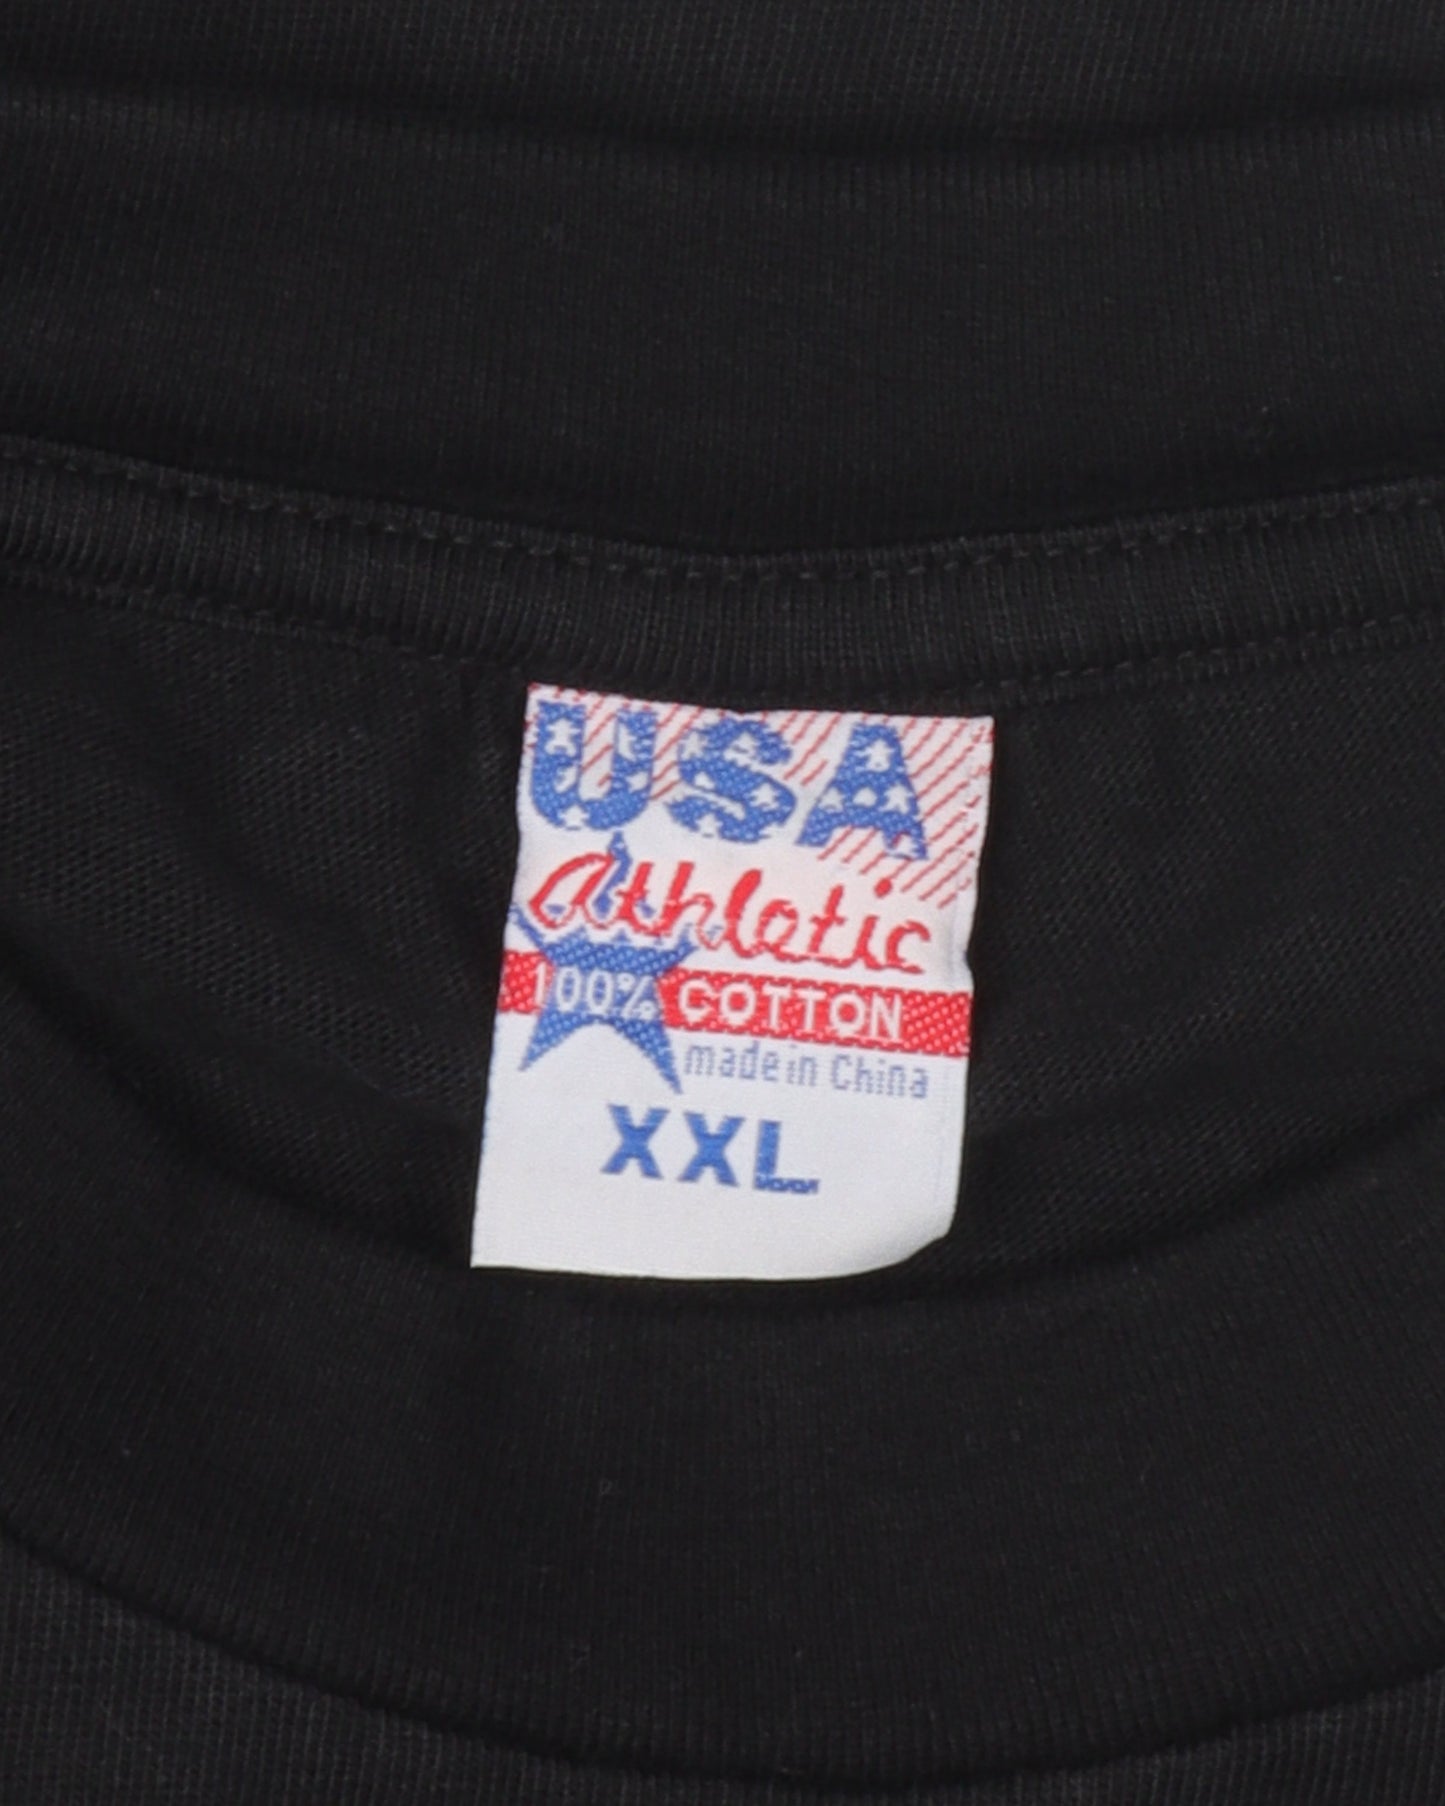 USA
athletic
100% COTTON
made in China
XXL